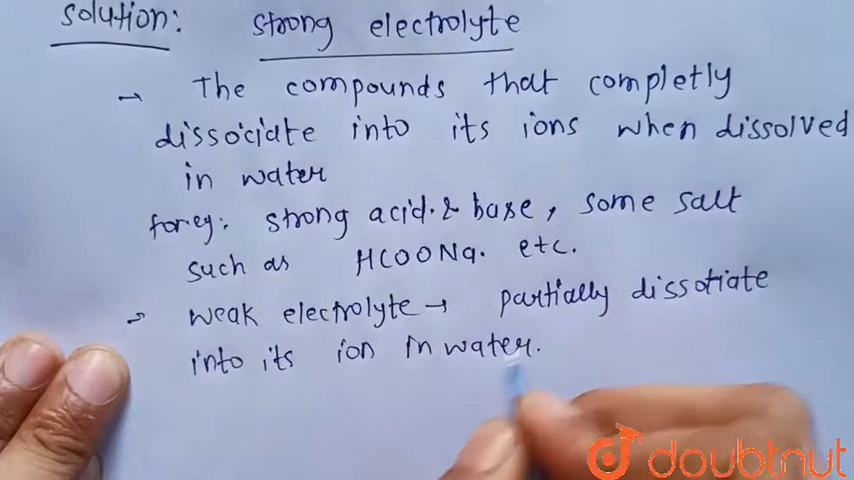 solution: strong electrolyte
→ The compounds that completly
dissociate into its ions when dissolved
in water
for eg: strong acid & base, some salt
such as HCOONa. etc.
→ weak electrolyte → partially dissotiate
into its ion in water.
doubtnut